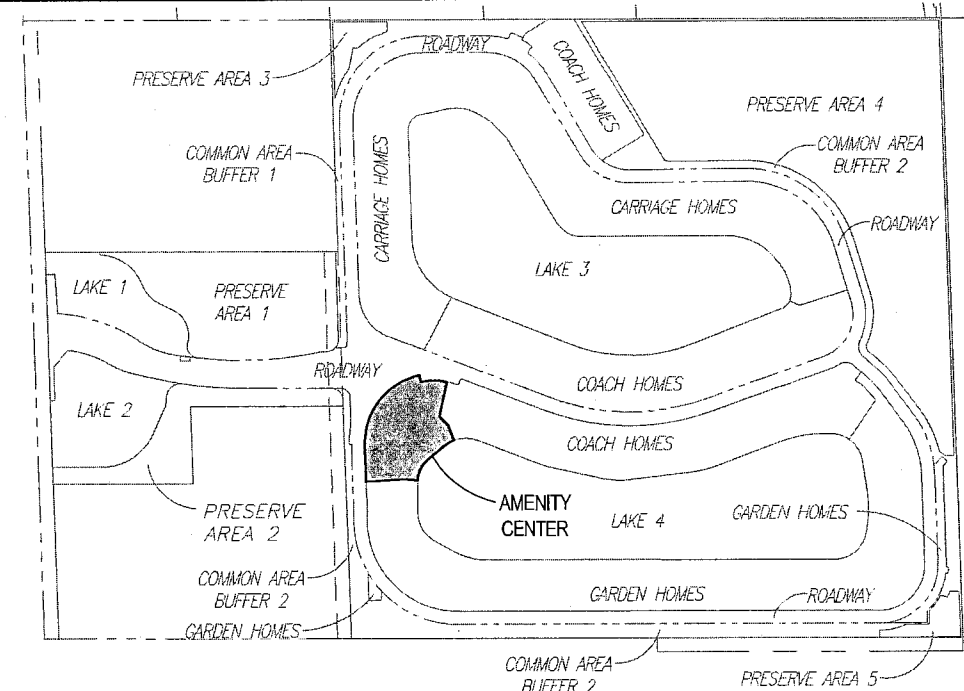 ROADWAY
COACH HOMES
PRESERVE AREA 3
PRESERVE AREA 4
COMMON AREA
BUFFER 1
COMMON AREA
BUFFER 2
CARRIAGE HOMES
CARRIAGE HOMES
ROADWAY
LAKE 3
LAKE 1
PRESERVE
AREA 1
ROADWAY
COACH HOMES
LAKE 2
COACH HOMES
AMENITY
CENTER
LAKE 4
GARDEN HOMES
PRESERVE
AREA 2
COMMON AREA
BUFFER 2
GARDEN HOMES
ROADWAY
GARDEN HOMES
COMMON AREA
BUFFER 2
PRESERVE AREA 5